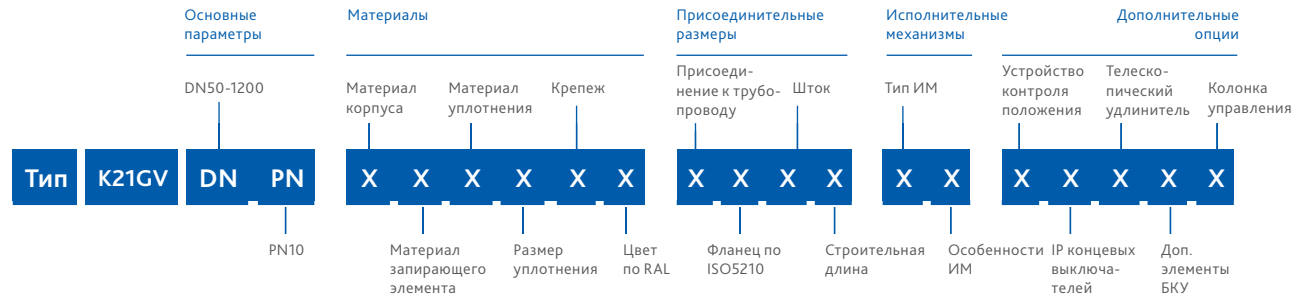 Основные
параметры
Материалы
Присоединительные
размеры
Исполнительные
механизмы
Дополнительные
опции
DN50-1200
Материал
корпуса
Материал
уплотнения
Крепеж
Присоеди-
нение к трубо-
проводу
Шток
Тип ИМ
Устройство
контроля
положения
Телеско-
пический
удлинитель
Колонка
управления
Тип K21GV DN PN X X X X X X X X X X X X X X X X X
PN10
Материал
запирающего
элемента
Размер
уплотнения
Цвет
по RAL
Фланец по
ISO5210
Строительная
длина
Особенности
ИМ
IP концевых
выключа-
телей
Доп.
элементы
БКУ